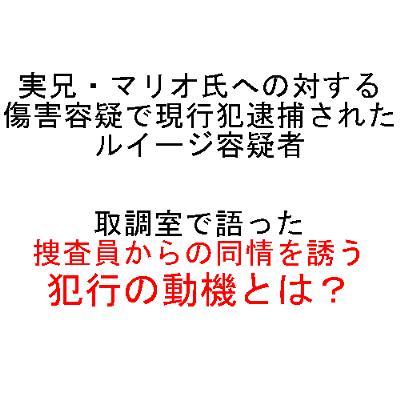 実兄・マリオ氏への対する
傷害容疑で現行犯逮捕された
ルイージ容疑者
取調室で語った
捜査員からの同情を誘う
犯行の動機とは？